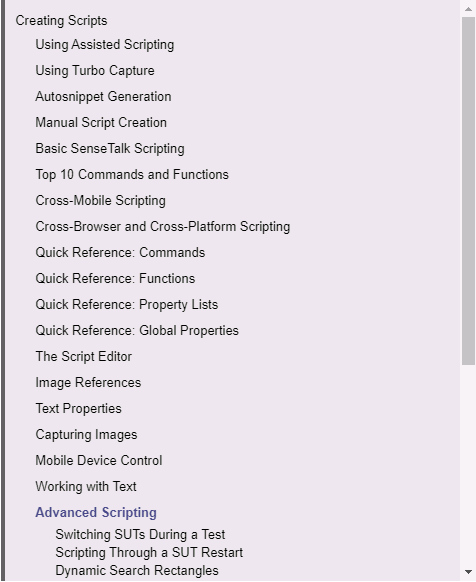 Creating Scripts
Using Assisted Scripting
Using Turbo Capture
Autosnippet Generation
Manual Script Creation
Basic SenseTalk Scripting
Top 10 Commands and Functions
Cross-Mobile Scripting
Cross-Browser and Cross-Platform Scripting
Quick Reference: Commands
Quick Reference: Functions
Quick Reference: Property Lists
Quick Reference: Global Properties
The Script Editor
Image References
Text Properties
Capturing Images
Mobile Device Control
Working with Text
Advanced Scripting
Switching SUTs During a Test
Scripting Through a SUT Restart
Dynamic Search Rectangles